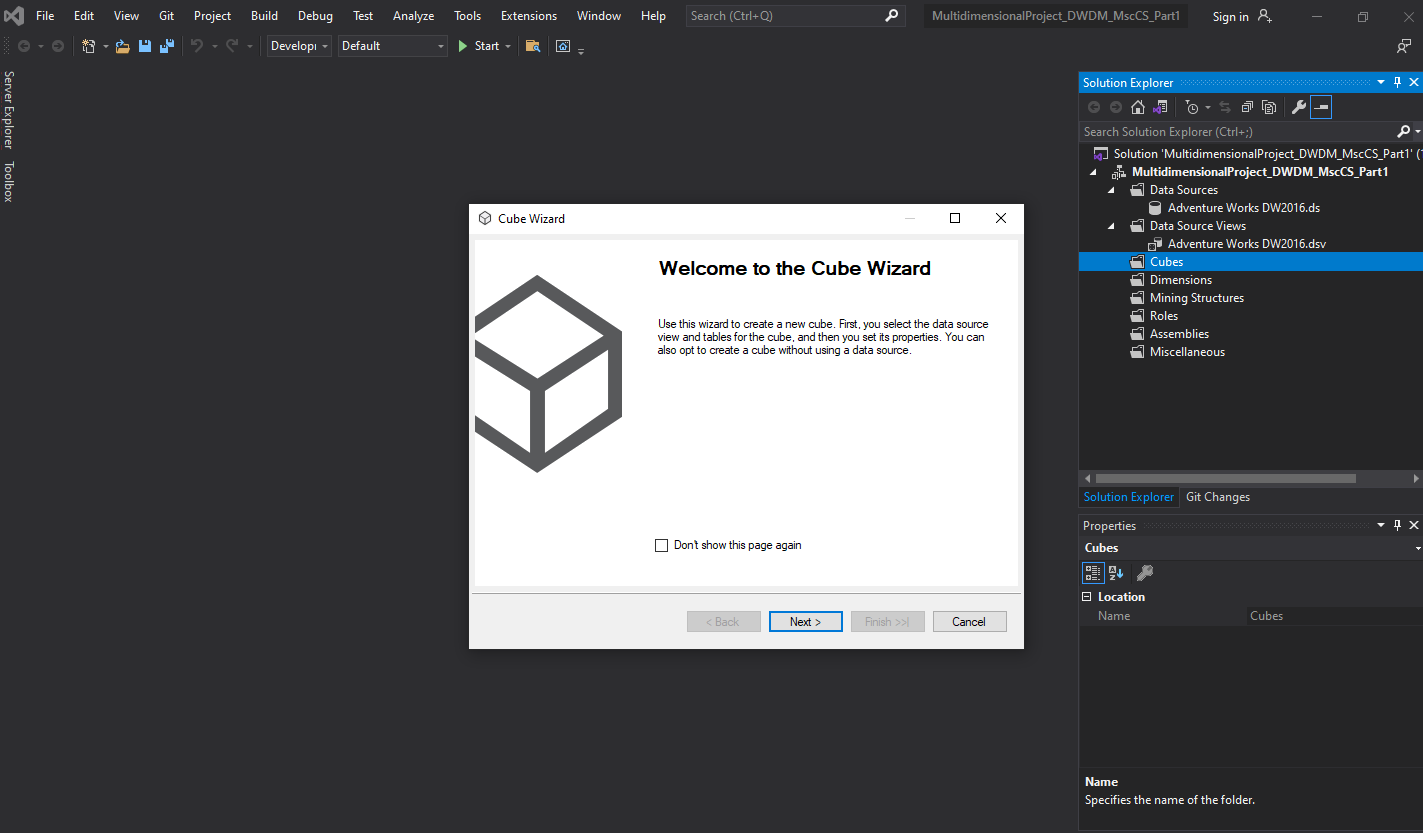 File Edit View Git Project Build Debug Test Analyze Tools Extensions Window Help Search (Ctrl+Q) MultidimensionalProject_DWDM_MscCS_Part1 Sign in
Developı Default Start
Server Explorer
Toolbox
Cube Wizard
Welcome to the Cube Wizard
Use this wizard to create a new cube. First, you select the data source
view and tables for the cube, and then you set its properties. You can
also opt to create a cube without using a data source.
Don't show this page again
< Back Next > Finish >>| Cancel
Solution Explorer
Search Solution Explorer (Ctrl+;)
Solution 'MultidimensionalProject_DWDM_MscCS_Part1' (1
MultidimensionalProject_DWDM_MscCS_Part1
Data Sources
Adventure Works DW2016.ds
Data Source Views
Adventure Works DW2016.dsv
Cubes
Dimensions
Mining Structures
Roles
Assemblies
Miscellaneous
Solution Explorer Git Changes
Properties
Cubes
Location
Name Cubes
Name
Specifies the name of the folder.